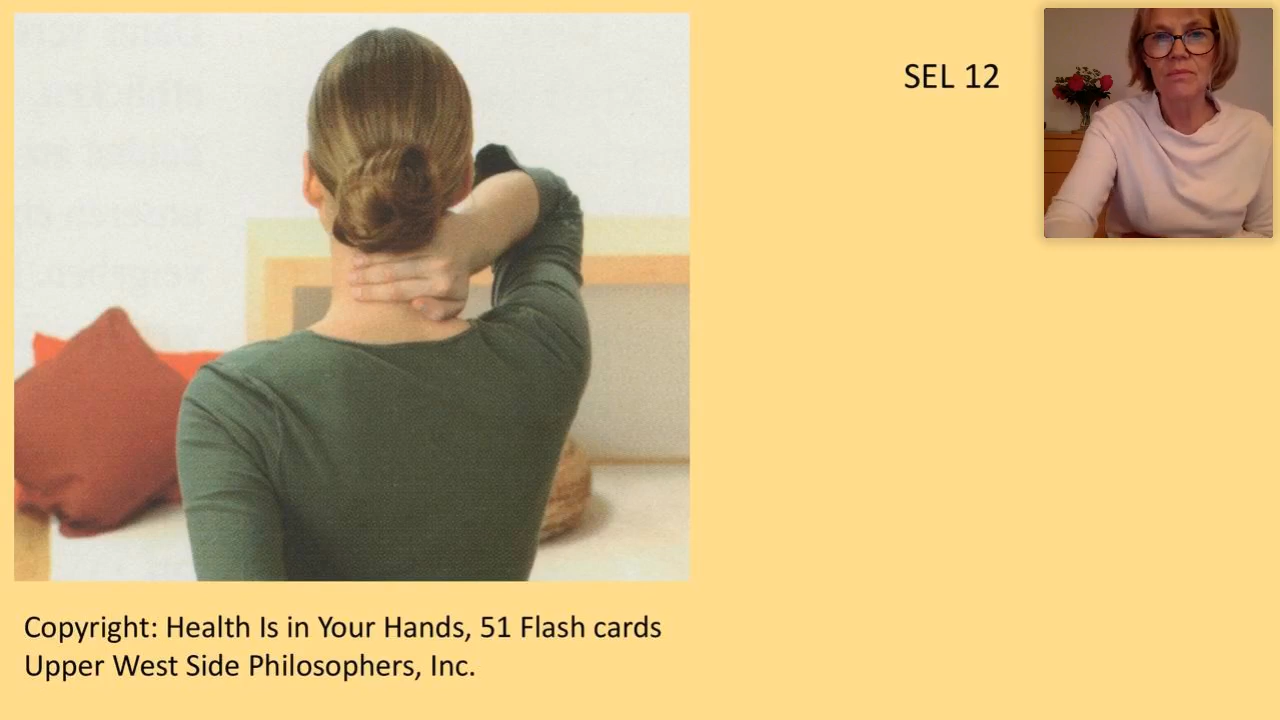 SEL 12
Copyright: Health Is in Your Hands, 51 Flash cards
Upper West Side Philosophers, Inc.